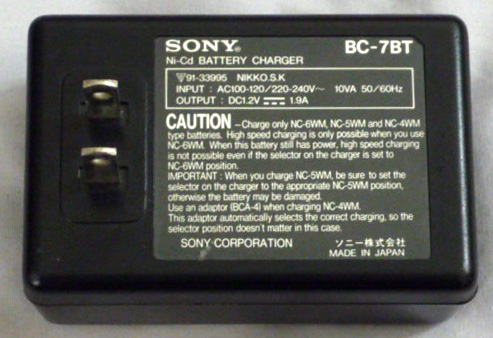 SONY® BC-7BT
Ni-Cd BATTERY CHARGER
91-33995 NIKKO.S.K
INPUT : AC100-120/220-240V~ 10VA 50/60Hz
OUTPUT : DC1.2V ⎓ 1.9A
CAUTION –Charge only NC-6WM, NC-5WM and NC-4WM
type batteries. High speed charging is only possible when you use
NC-6WM. When this battery still has power, high speed charging
is not possible even if the selector on the charger is set to
NC-6WM position.
IMPORTANT : When you charge NC-5WM, be sure to set the
selector on the charger to the appropriate NC-5WM position,
otherwise the battery may be damaged.
Use an adaptor (BCA-4) when charging NC-4WM.
This adaptor automatically selects the correct charging, so the
selector position doesn't matter in this case.
SONY CORPORATION ソニー株式会社
MADE IN JAPAN